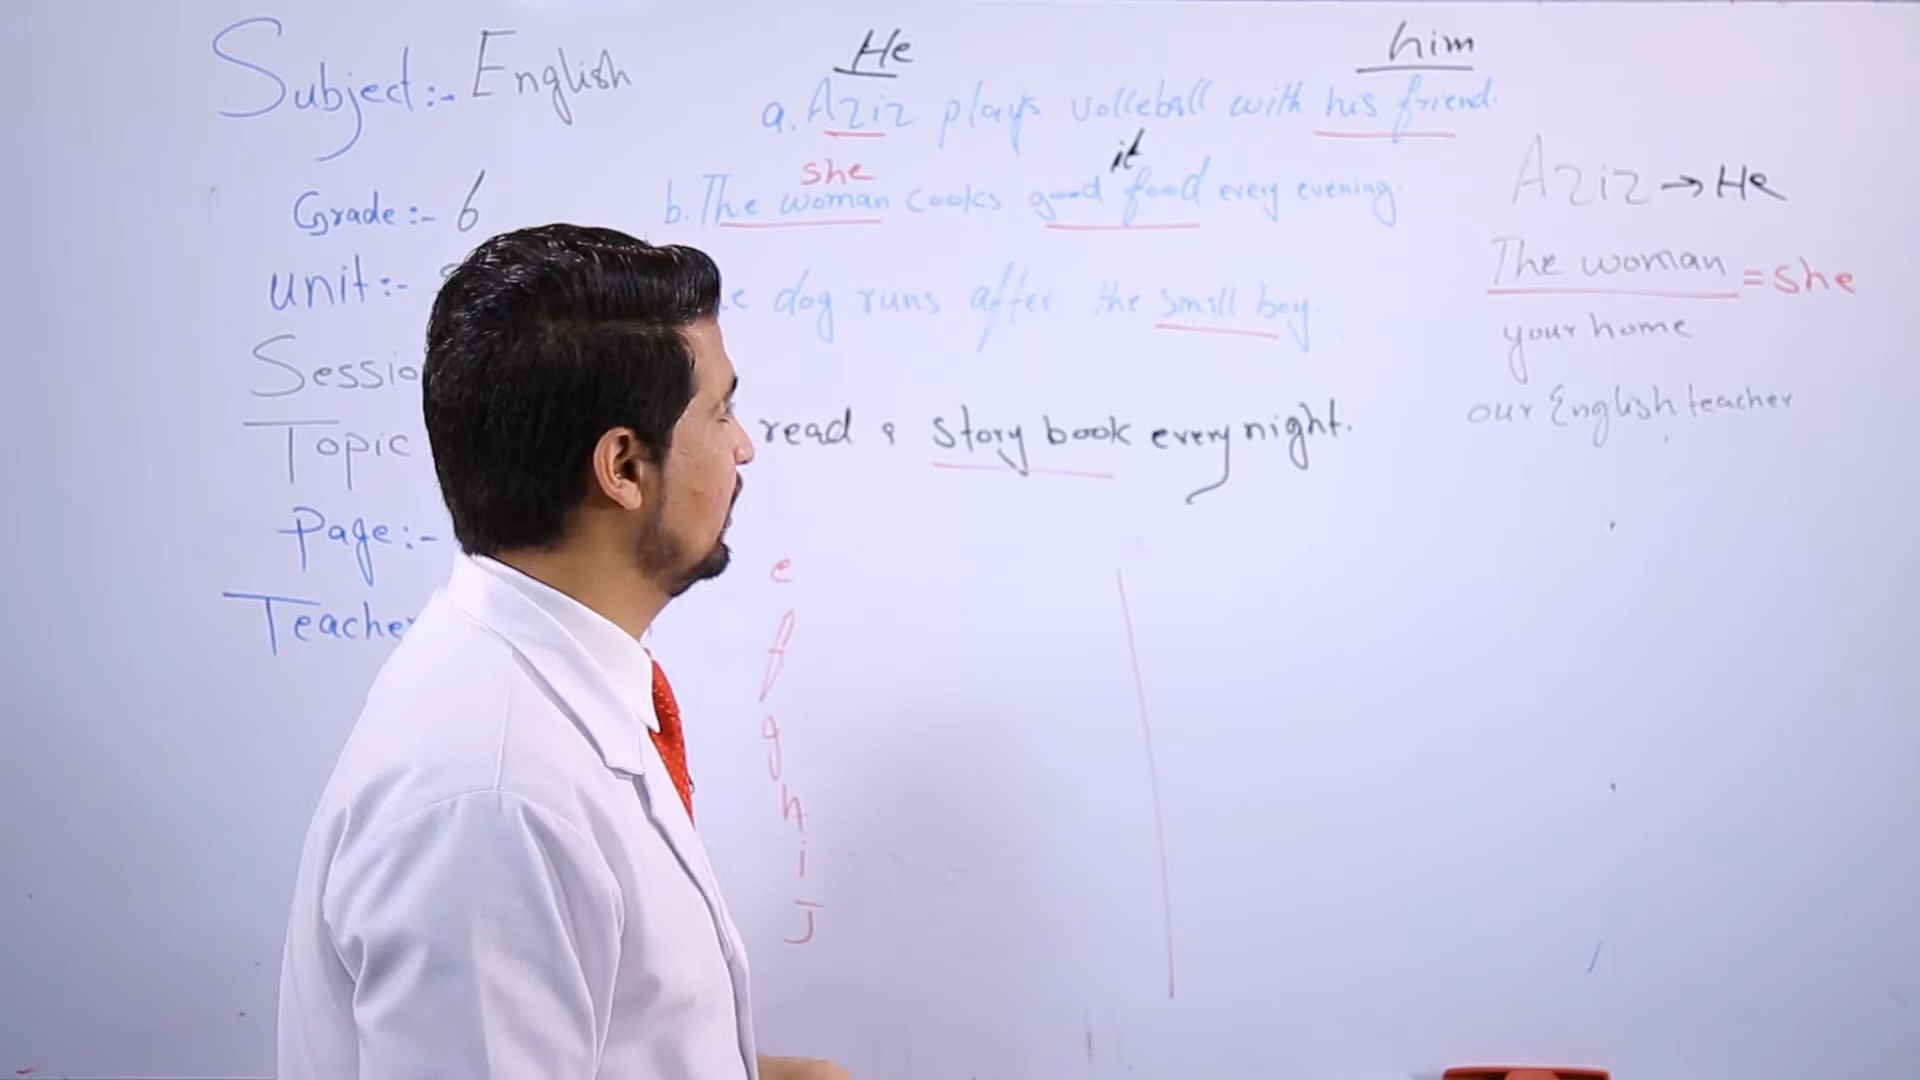 Subject:- English
Grade:- 6
unit:-
Sessio
Topic
Page:-
Teacher
He him
a. Aziz plays volleball with his friend.
she it
b. The woman cooks good food every evening.
dog runs after the small boy.
read a story book every night.
e
f
g
h
i
J
Aziz → He
The woman = she
your home
our English teacher